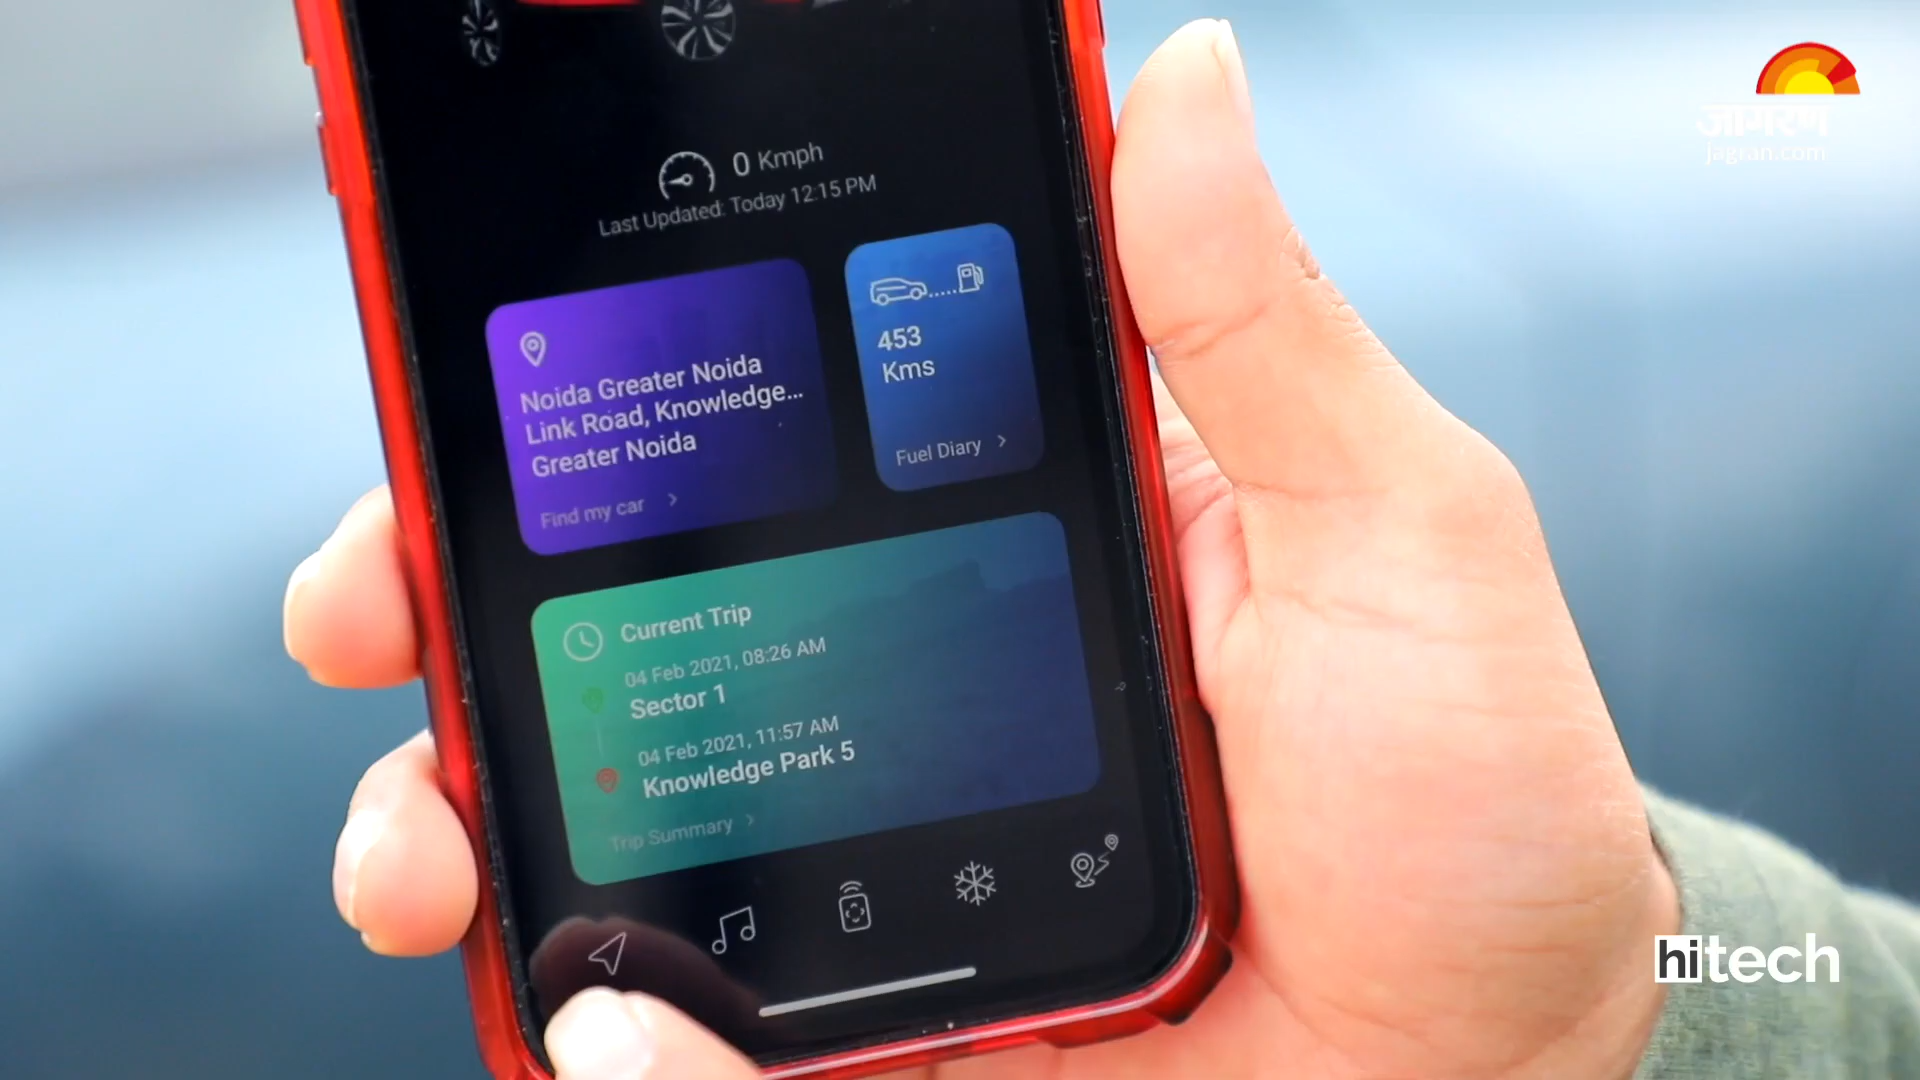 जागरण
jagran.com
0 Kmph
Last Updated: Today 12:15 PM
Noida Greater Noida
Link Road, Knowledge...
Greater Noida
Find my car
453
Kms
Fuel Diary
Current Trip
04 Feb 2021, 08:26 AM
Sector 1
04 Feb 2021, 11:57 AM
Knowledge Park 5
Trip Summary
hitech